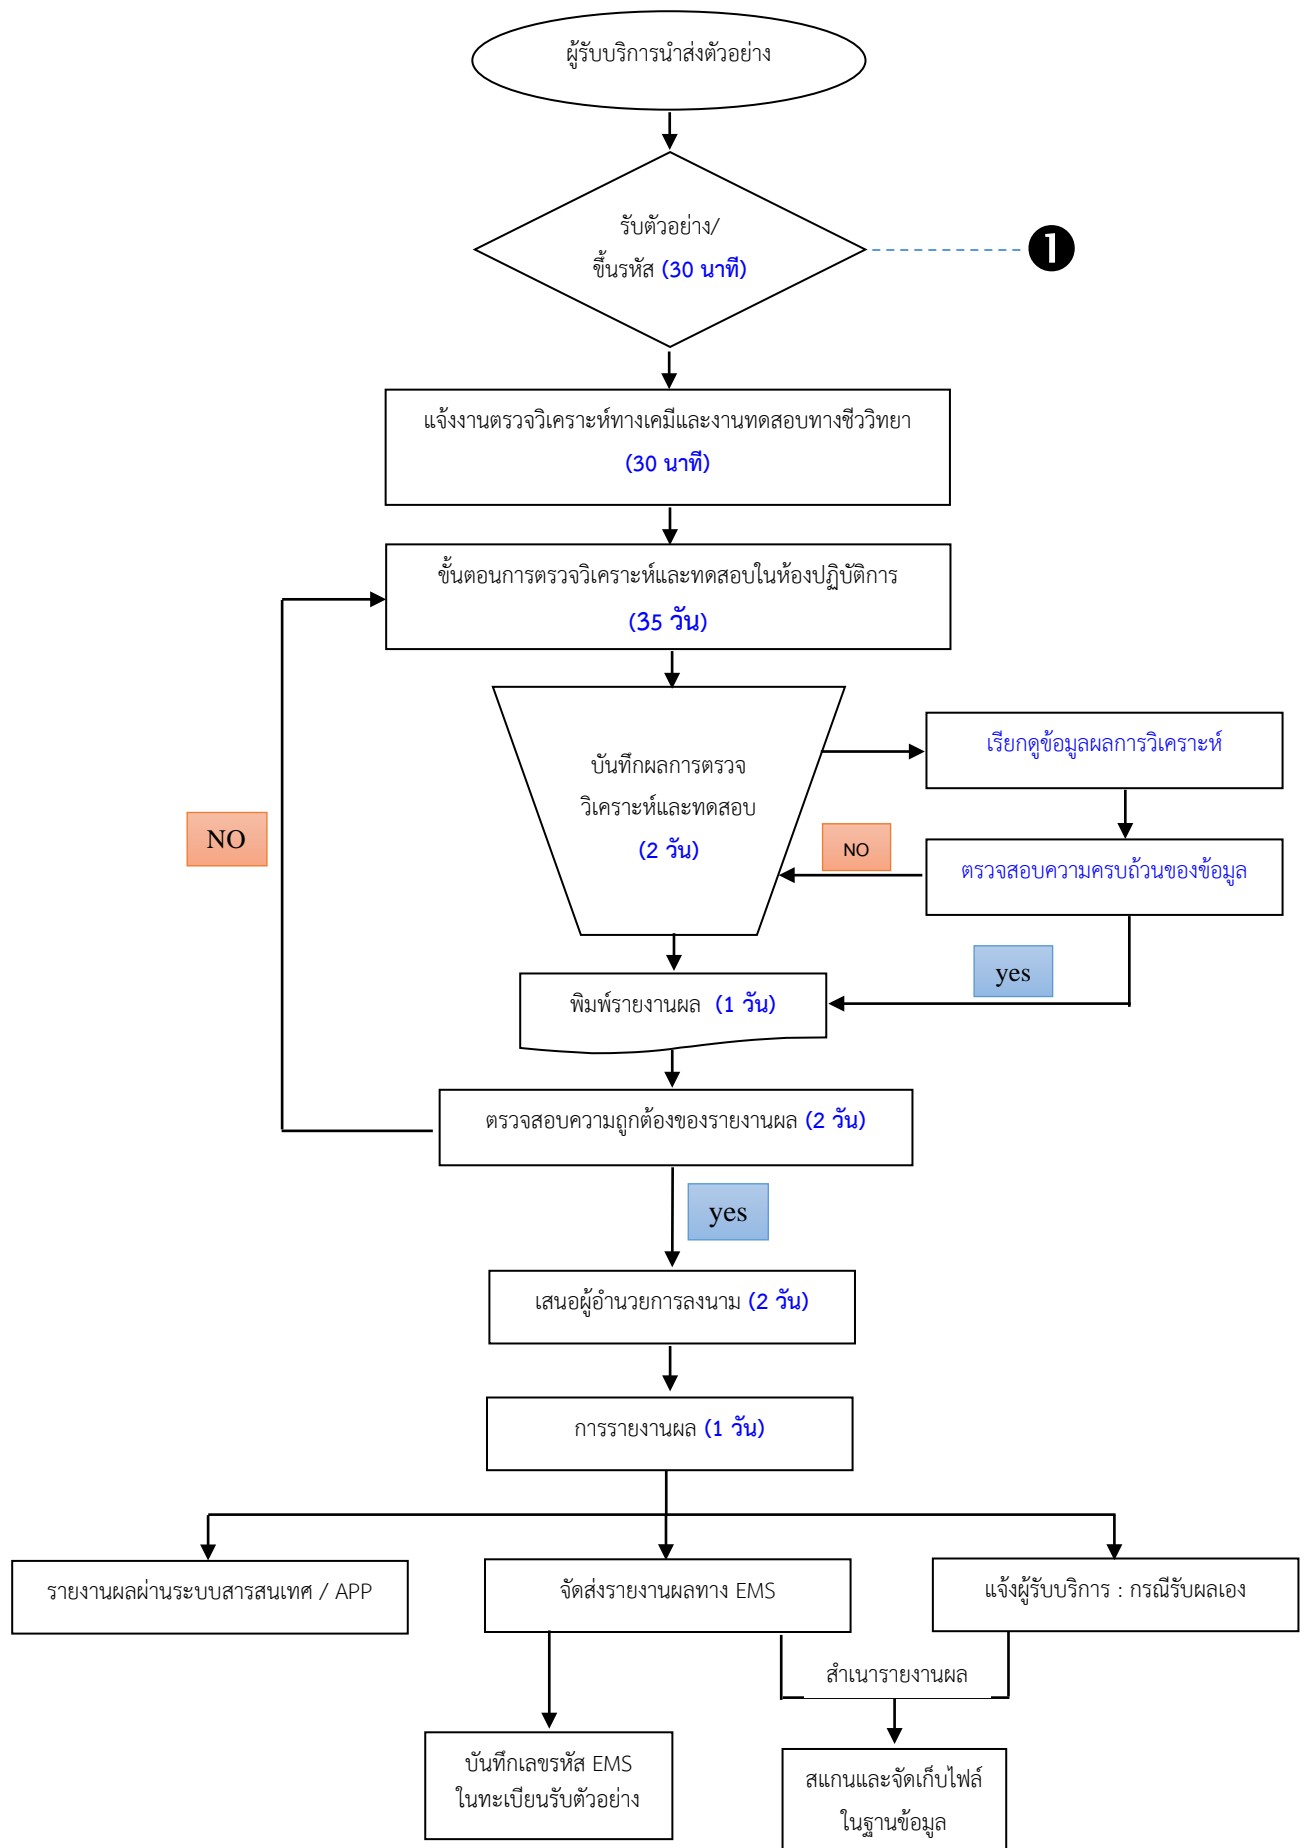 ผู้รับบริการนำส่งตัวอย่าง
รับตัวอย่าง/
ขึ้นรหัส (30 นาที)
1
แจ้งงานตรวจวิเคราะห์ทางเคมีและงานทดสอบทางชีววิทยา
(30 นาที)
ขั้นตอนการตรวจวิเคราะห์และทดสอบในห้องปฏิบัติการ
(35 วัน)
บันทึกผลการตรวจ
วิเคราะห์และทดสอบ
(2 วัน)
เรียกดูข้อมูลผลการวิเคราะห์
NO
NO
ตรวจสอบความครบถ้วนของข้อมูล
yes
พิมพ์รายงานผล (1 วัน)
ตรวจสอบความถูกต้องของรายงานผล (2 วัน)
yes
เสนอผู้อำนวยการลงนาม (2 วัน)
การรายงานผล (1 วัน)
รายงานผลผ่านระบบสารสนเทศ / APP
จัดส่งรายงานผลทาง EMS
แจ้งผู้รับบริการ : กรณีรับผลเอง
สำเนารายงานผล
บันทึกเลขรหัส EMS
ในทะเบียนรับตัวอย่าง
สแกนและจัดเก็บไฟล์
ในฐานข้อมูล